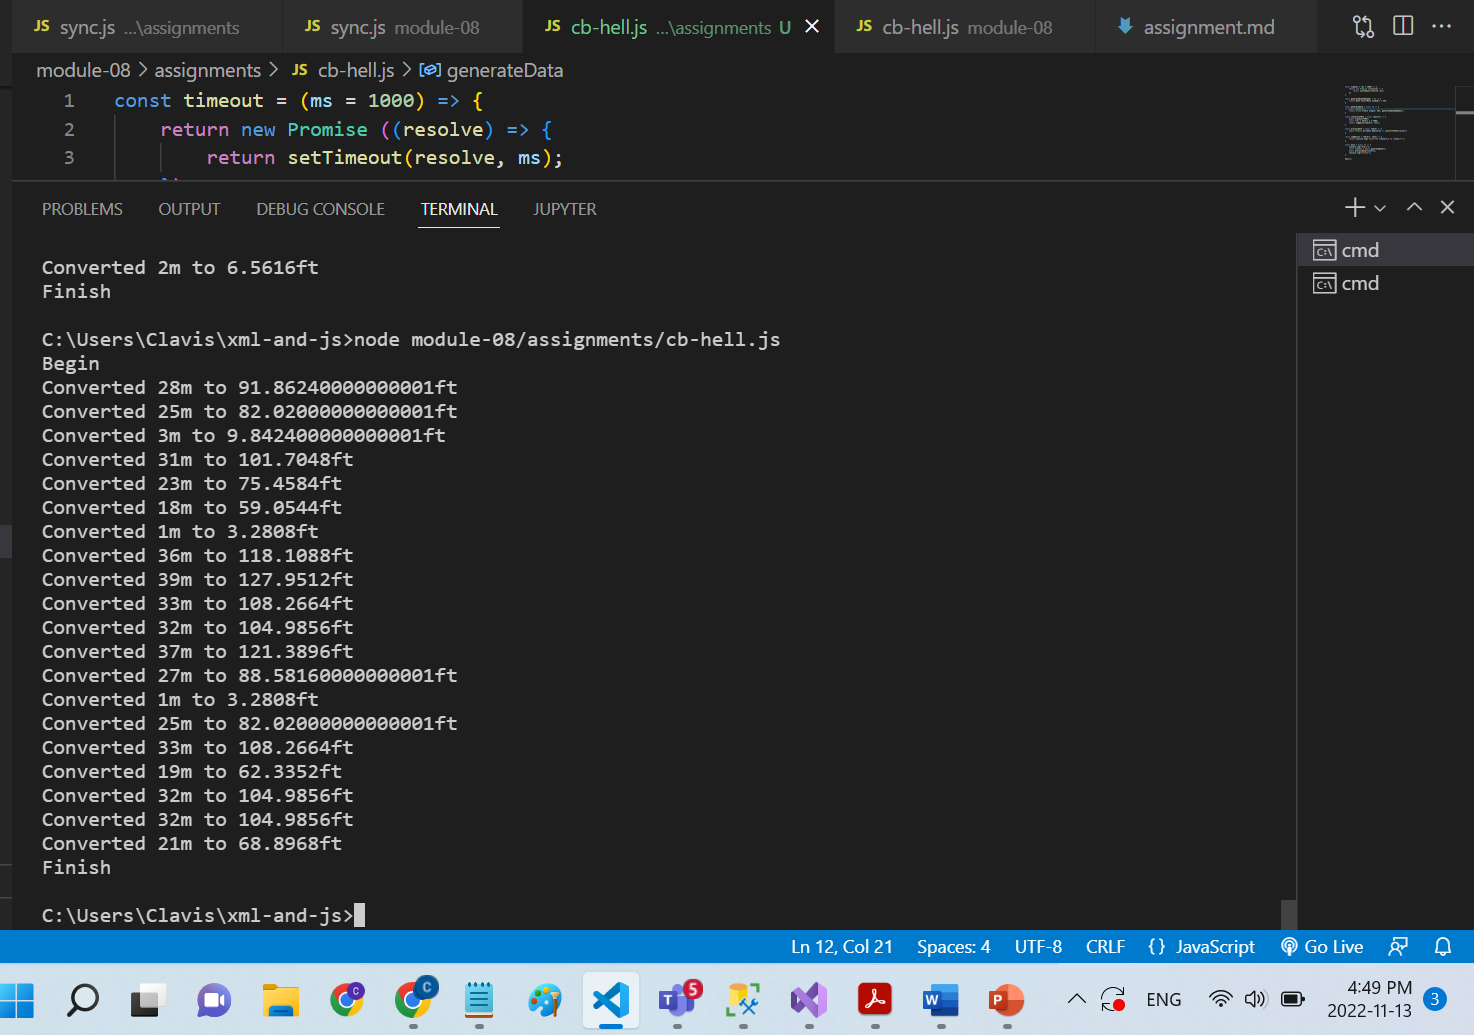 JS sync.js ...\assignments JS sync.js module-08 JS cb-hell.js ...\assignments U JS cb-hell.js module-08 assignment.md
module-08 > assignments > JS cb-hell.js > generateData
1 const timeout = (ms = 1000) => {
2 return new Promise ((resolve) => {
3 return setTimeout(resolve, ms);
PROBLEMS OUTPUT DEBUG CONSOLE TERMINAL JUPYTER
cmd
cmd
Converted 2m to 6.5616ft
Finish
C:\Users\Clavis\xml-and-js>node module-08/assignments/cb-hell.js
Begin
Converted 28m to 91.86240000000001ft
Converted 25m to 82.02000000000001ft
Converted 3m to 9.842400000000001ft
Converted 31m to 101.7048ft
Converted 23m to 75.4584ft
Converted 18m to 59.0544ft
Converted 1m to 3.2808ft
Converted 36m to 118.1088ft
Converted 39m to 127.9512ft
Converted 33m to 108.2664ft
Converted 32m to 104.9856ft
Converted 37m to 121.3896ft
Converted 27m to 88.58160000000001ft
Converted 1m to 3.2808ft
Converted 25m to 82.02000000000001ft
Converted 33m to 108.2664ft
Converted 19m to 62.3352ft
Converted 32m to 104.9856ft
Converted 32m to 104.9856ft
Converted 21m to 68.8968ft
Finish
C:\Users\Clavis\xml-and-js>
Ln 12, Col 21 Spaces: 4 UTF-8 CRLF {} JavaScript Go Live
C C T 5 W P ENG 4:49 PM 3
2022-11-13